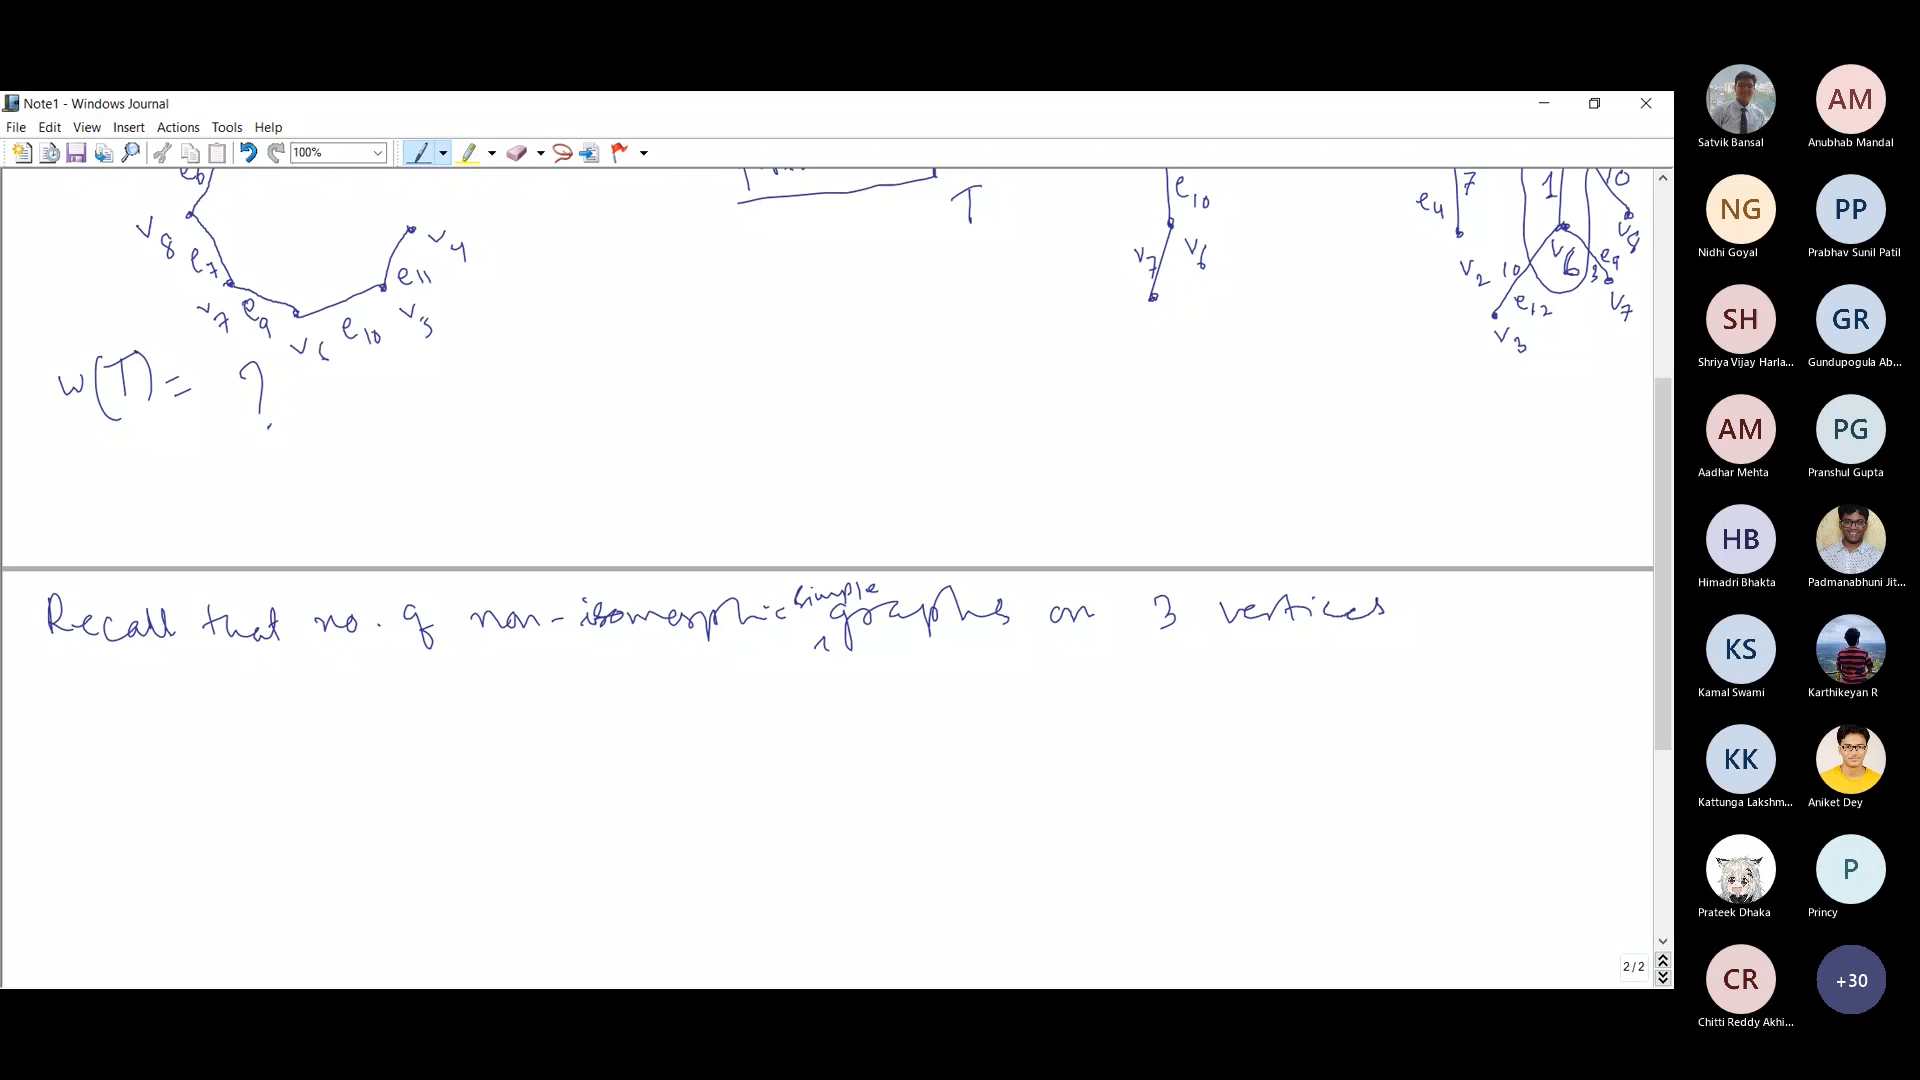 Note1 - Windows Journal
File Edit View Insert Actions Tools Help
100%
e6
v8
e7
v7
e9
v6
e10
v5
e11
v4
w(T) = ?
T
e10
v7
v6
e4
7
v2
1
10
v8
v6
10
e12
v3
e9
3
v7
Recall that no. of non-isomorphic simple graphs on 3 vertices
2/2
Satvik Bansal
AM
Anubhab Mandal
NG
Nidhi Goyal
PP
Prabhav Sunil Patil
SH
Shriya Vijay Harla...
GR
Gundupogula Ab...
AM
Aadhar Mehta
PG
Pranshul Gupta
HB
Himadri Bhakta
Padmanabhuni Jit...
KS
Kamal Swami
Karthikeyan R
KK
Kattunga Lakshm...
Aniket Dey
Prateek Dhaka
P
Princy
CR
Chitti Reddy Akhi...
+30